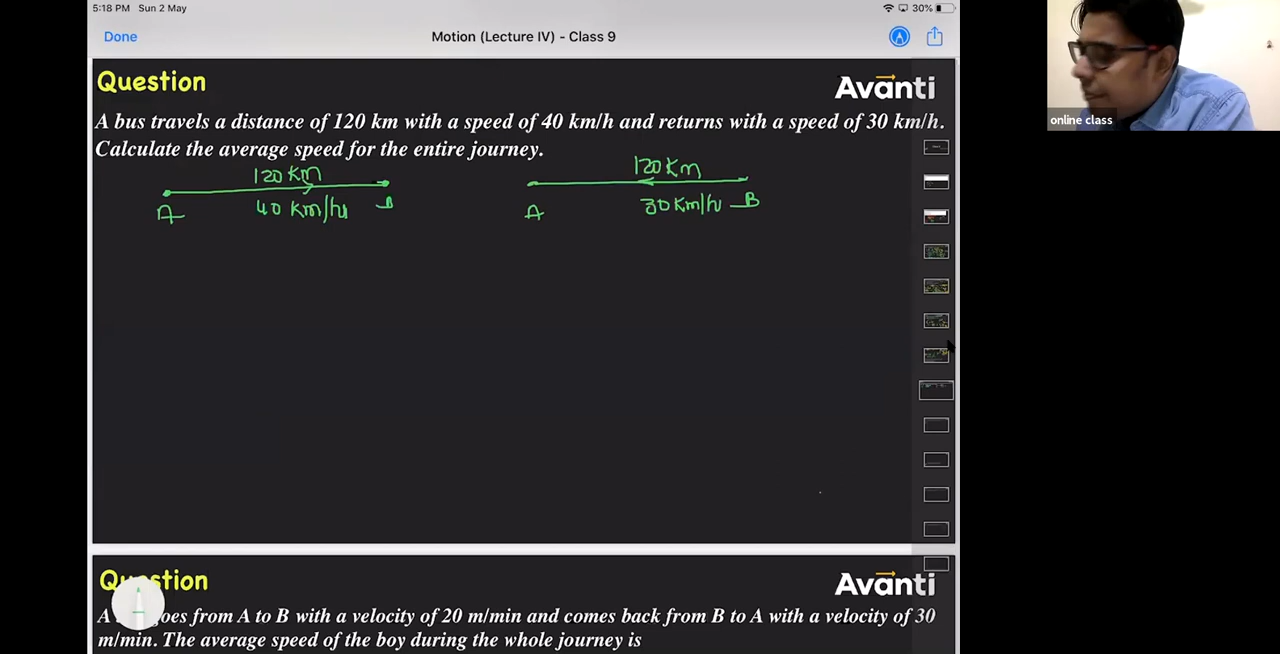 5:18 PM Sun 2 May
30%
Done
Motion (Lecture IV) - Class 9
online class
Question
Avanti
A bus travels a distance of 120 km with a speed of 40 km/h and returns with a speed of 30 km/h.
Calculate the average speed for the entire journey.
120 Km
120 Km
A 40 Km/hr B
A 30 Km/hr B
Question
Avanti
A goes from A to B with a velocity of 20 m/min and comes back from B to A with a velocity of 30
m/min. The average speed of the boy during the whole journey is